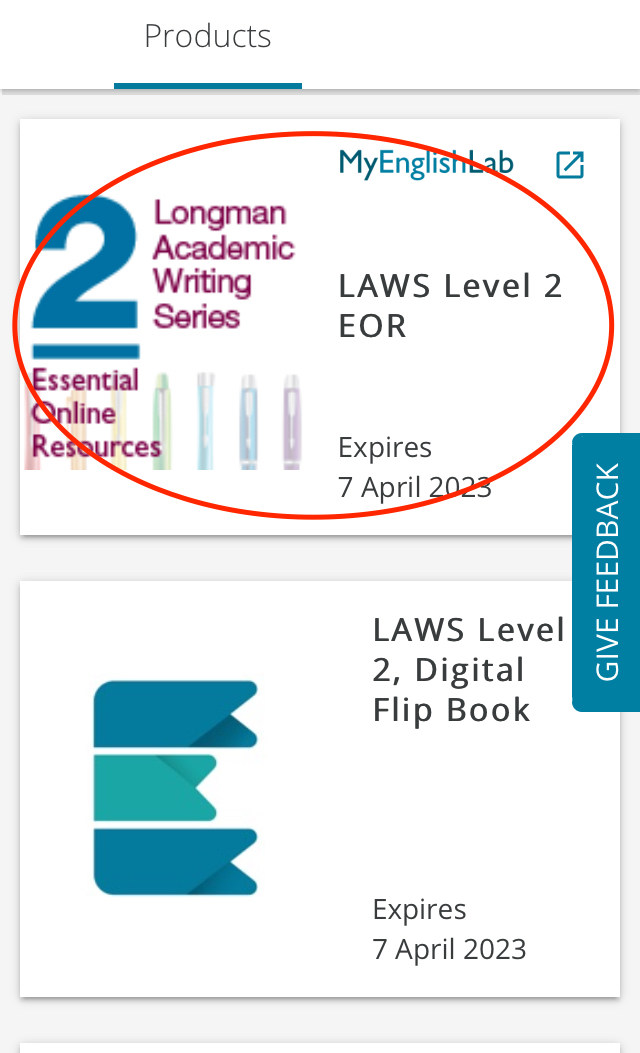 Products
MyEnglishLab
2
Longman
Academic
Writing
Series
Essential
Online
Resources
LAWS Level 2
EOR
Expires
7 April 2023
GIVE FEEDBACK
LAWS Level
2, Digital
Flip Book
Expires
7 April 2023